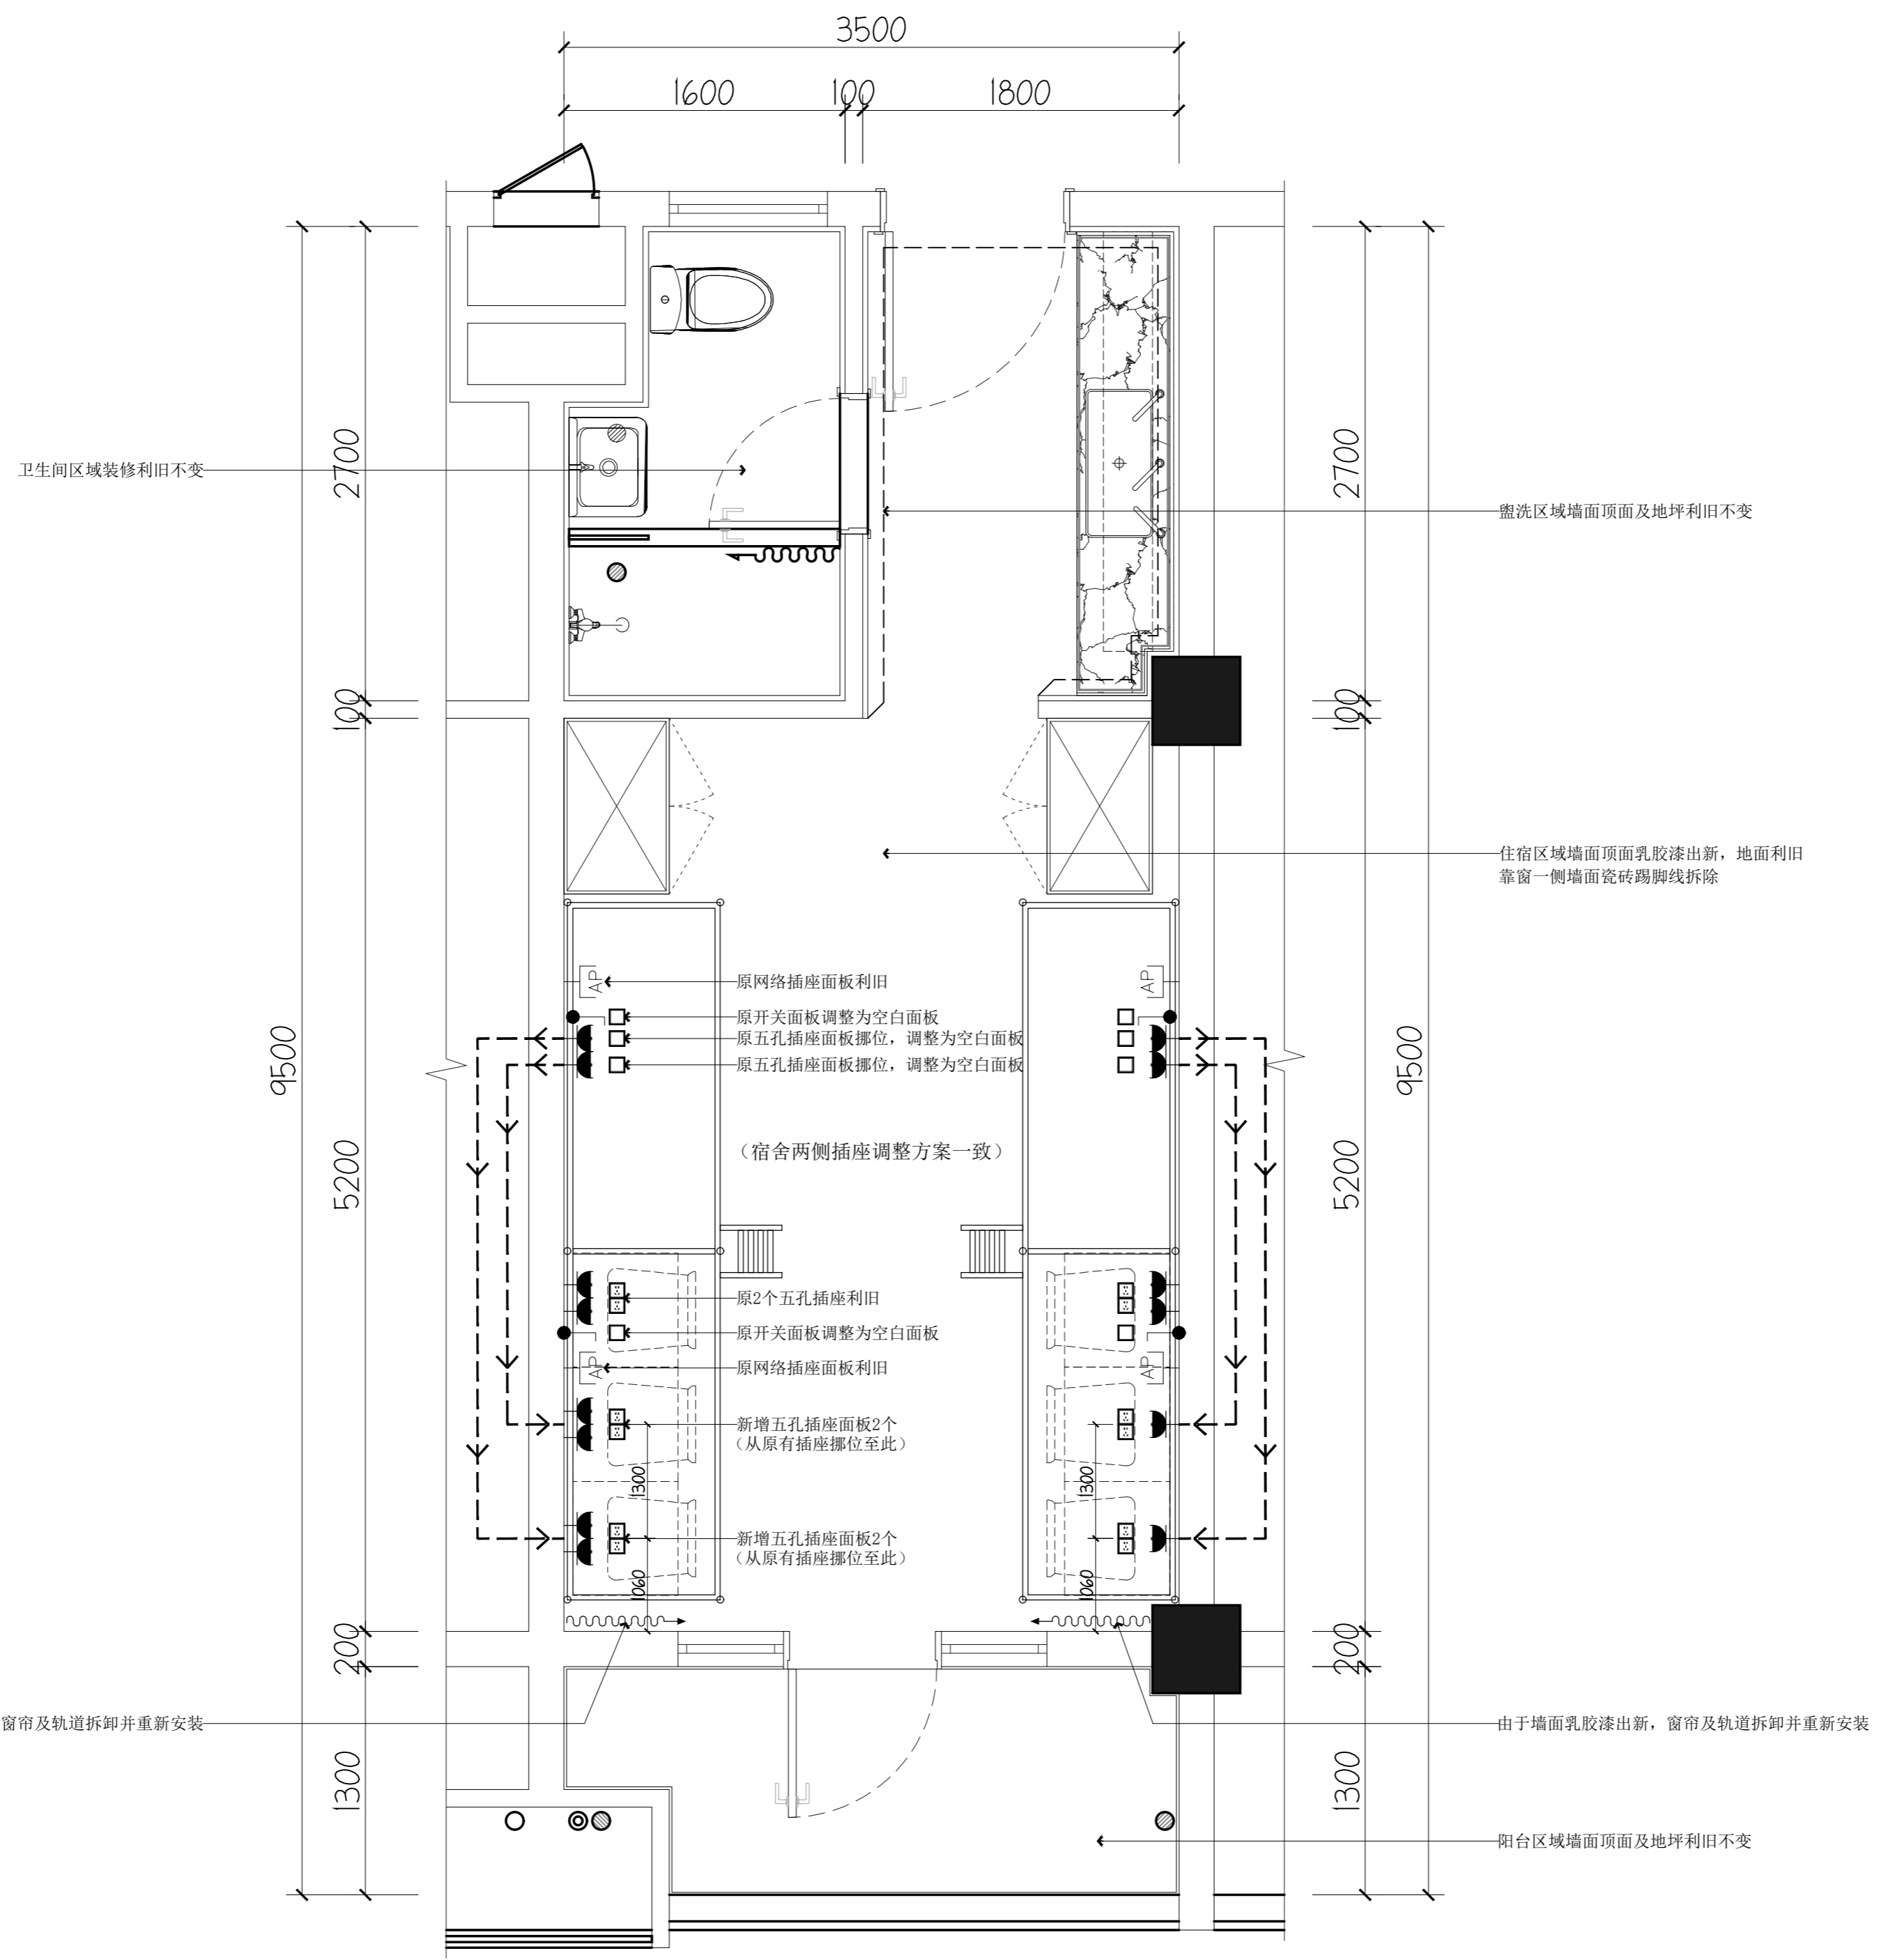 3500
1600
100
1800
2700
2700
卫生间区域装修利旧不变
盥洗区域墙面顶面及地坪利旧不变
100
100
住宿区域墙面顶面乳胶漆出新，地面利旧
靠窗一侧墙面瓷砖踢脚线拆除
AP
原网络插座面板利旧
AP
原开关面板调整为空白面板
原五孔插座面板挪位，调整为空白面板
原五孔插座面板挪位，调整为空白面板
9500
9500
（宿舍两侧插座调整方案一致）
5200
5200
原2个五孔插座利旧
原开关面板调整为空白面板
AP
原网络插座面板利旧
AP
新增五孔插座面板2个
（从原有插座挪位至此）
1300
1300
新增五孔插座面板2个
（从原有插座挪位至此）
1060
1060
200
200
窗帘及轨道拆卸并重新安装
由于墙面乳胶漆出新，窗帘及轨道拆卸并重新安装
1300
1300
阳台区域墙面顶面及地坪利旧不变